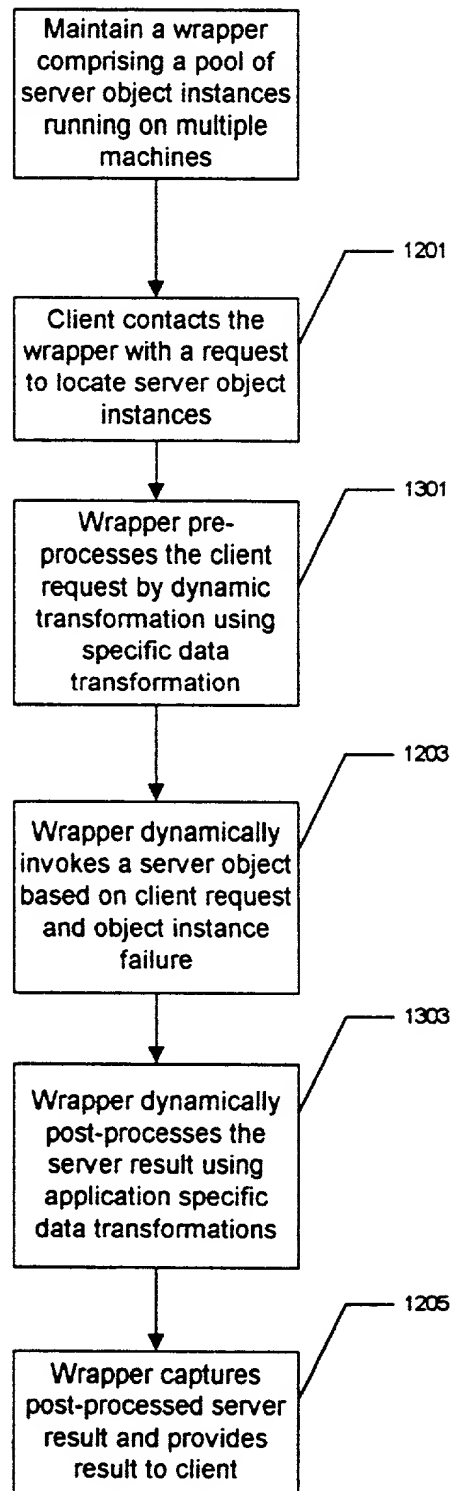 Maintain a wrapper
comprising a pool of
server object instances
running on multiple
machines
1201
Client contacts the
wrapper with a request
to locate server object
instances
1301
Wrapper pre-
processes the client
request by dynamic
transformation using
specific data
transformation
1203
Wrapper dynamically
invokes a server object
based on client request
and object instance
failure
1303
Wrapper dynamically
post-processes the
server result using
application specific
data transformations
1205
Wrapper captures
post-processed server
result and provides
result to client